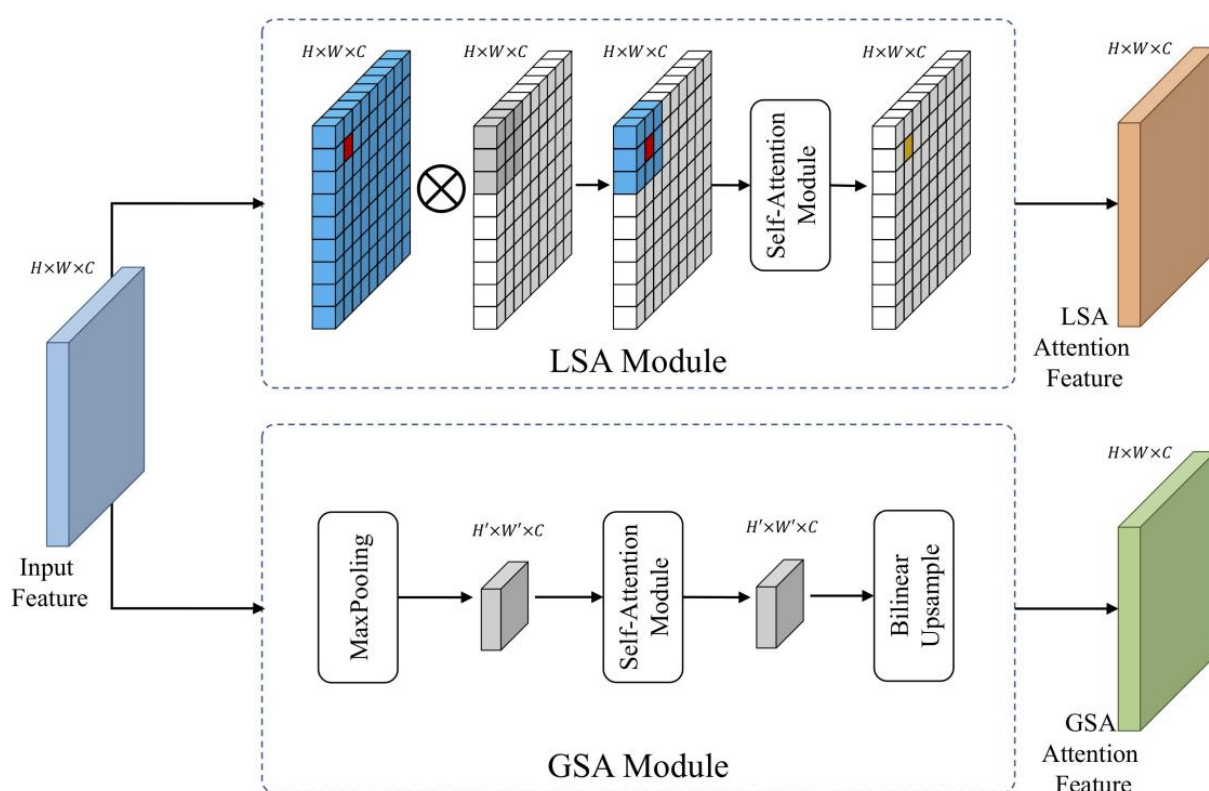 H×W×C
H×W×C
H×W×C
H×W×C
H×W×C
Self-Attention
Module
LSA Module
LSA
Attention
Feature
H×W×C
Input
Feature
H×W×C
MaxPooling
H'×W'×C
Self-Attention
Module
H'×W'×C
Bilinear
Upsample
GSA Module
GSA
Attention
Feature